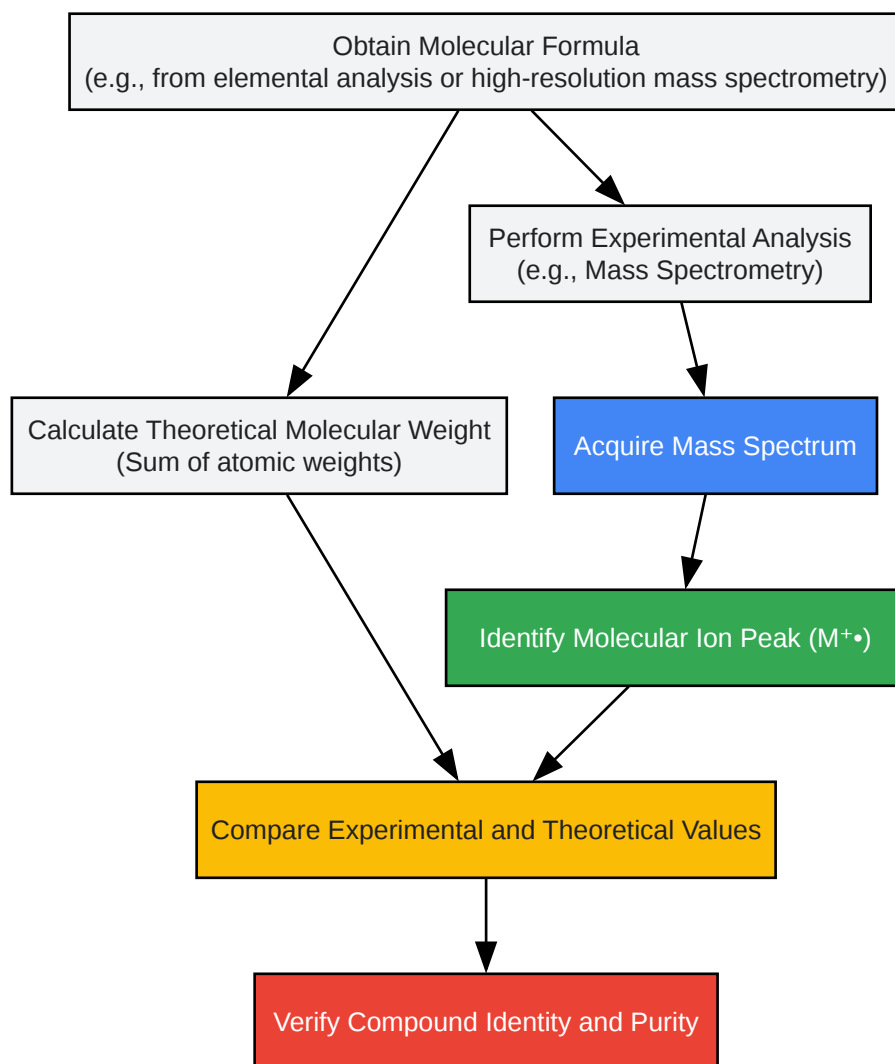 Obtain Molecular Formula
(e.g., from elemental analysis or high-resolution mass spectrometry)
Perform Experimental Analysis
(e.g., Mass Spectrometry)
Calculate Theoretical Molecular Weight
(Sum of atomic weights)
Acquire Mass Spectrum
Identify Molecular Ion Peak (M⁺•)
Compare Experimental and Theoretical Values
Verify Compound Identity and Purity